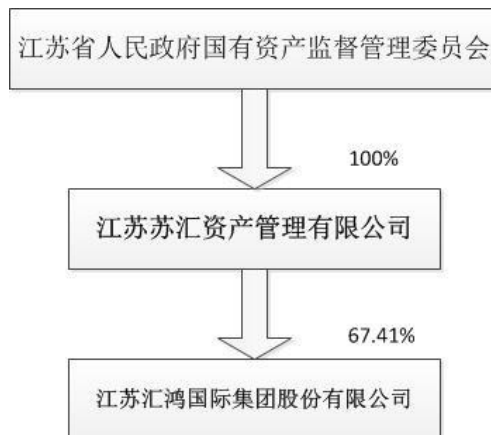 江苏省人民政府国有资产监督管理委员会
100%
江苏苏汇资产管理有限公司
67.41%
江苏汇鸿国际集团股份有限公司